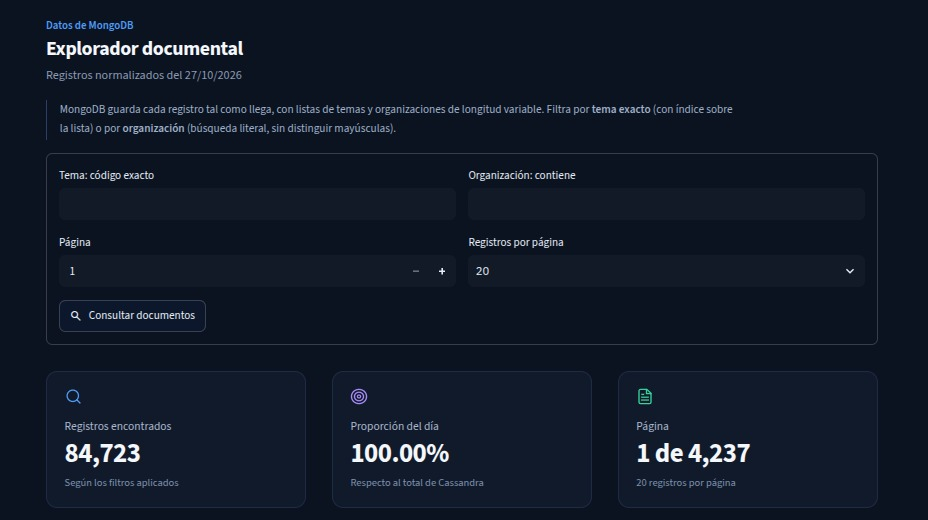 Datos de MongoDB
Explorador documental
Registros normalizados del 27/10/2026
MongoDB guarda cada registro tal como llega, con listas de temas y organizaciones de longitud variable. Filtra por tema exacto (con índice sobre
la lista) o por organización (búsqueda literal, sin distinguir mayúsculas).
Tema: código exacto
Organización: contiene
Página
Registros por página
1 − +
20
Consultar documentos
Registros encontrados
84,723
Según los filtros aplicados
Proporción del día
100.00%
Respecto al total de Cassandra
Página
1 de 4,237
20 registros por página